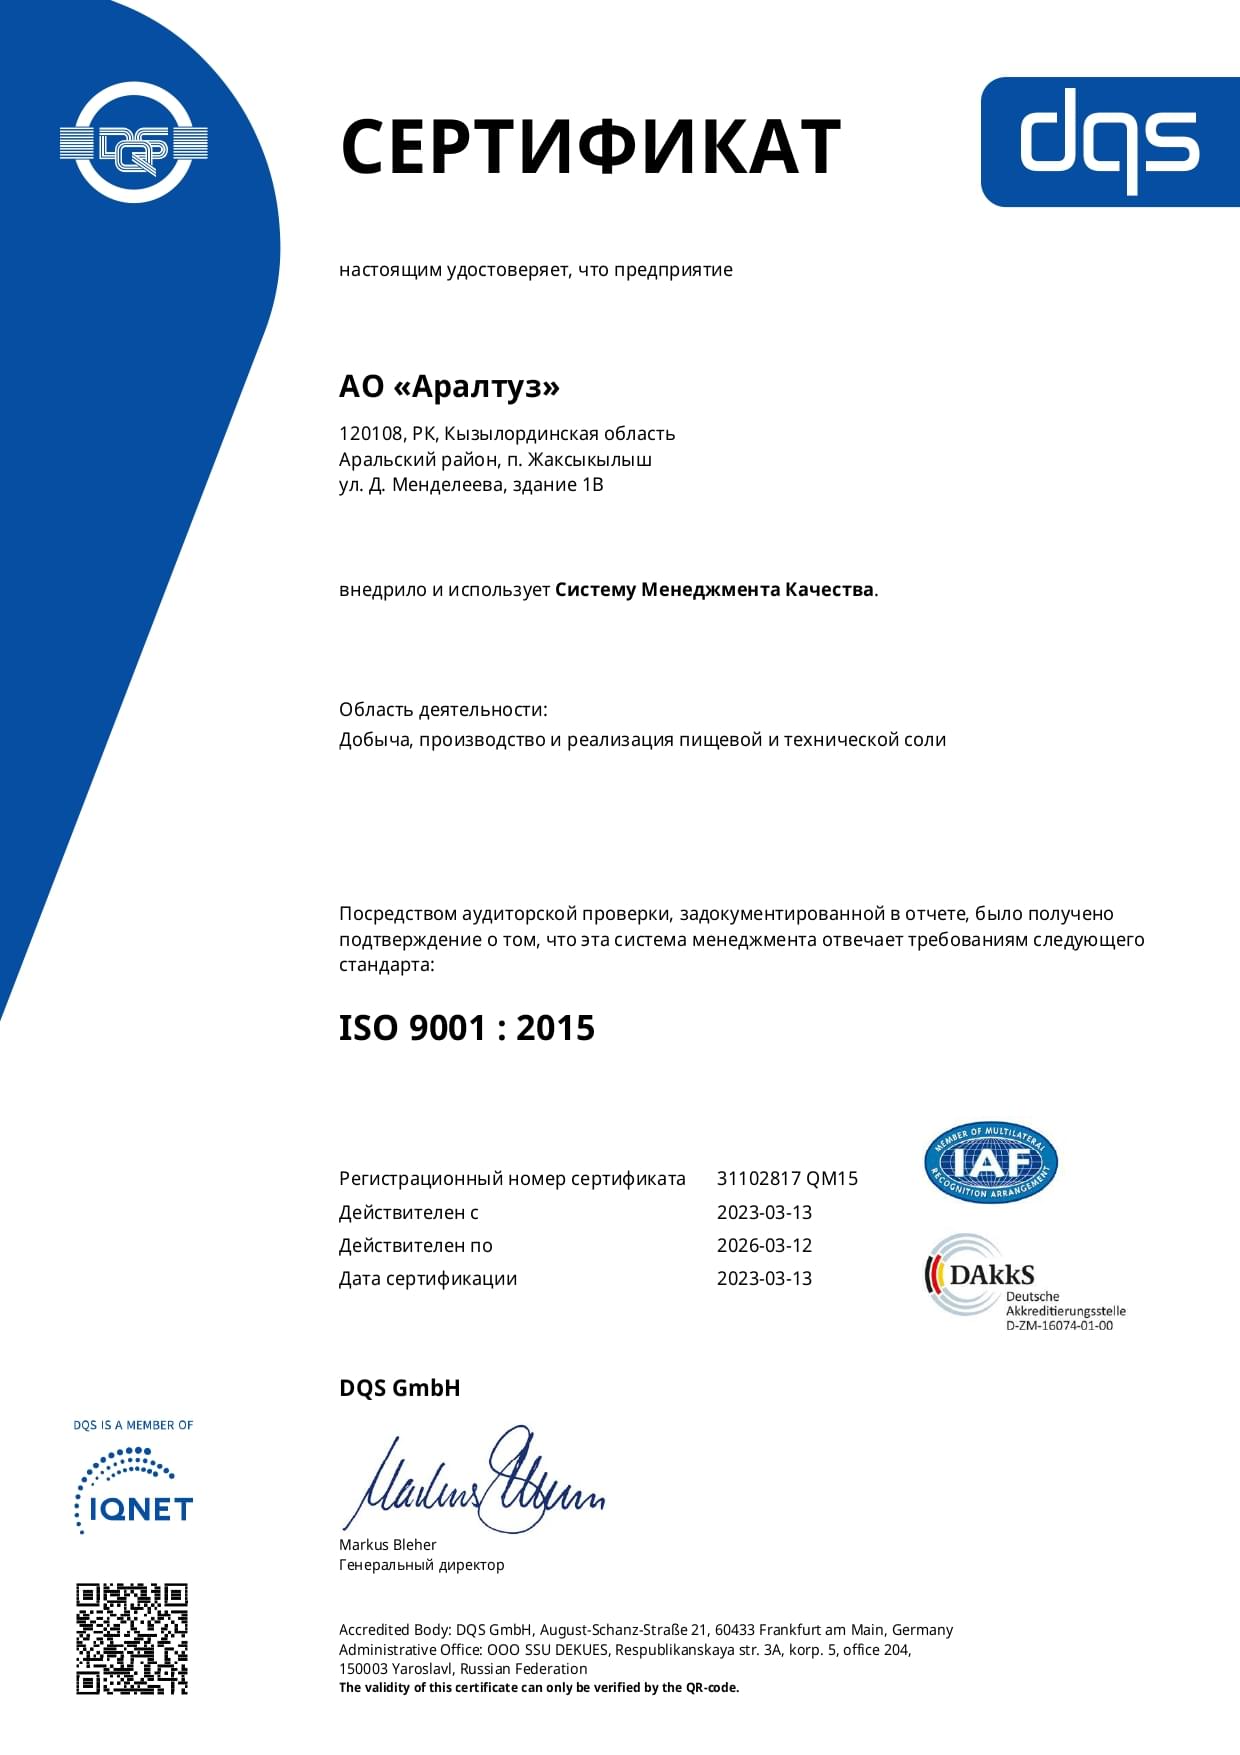 DQS
СЕРТИФИКАТ
dqs
настоящим удостоверяет, что предприятие
АО «Аралтуз»
120108, РК, Кызылординская область
Аральский район, п. Жаксыкылыш
ул. Д. Менделеева, здание 1В
внедрило и использует Систему Менеджмента Качества.
Область деятельности:
Добыча, производство и реализация пищевой и технической соли
Посредством аудиторской проверки, задокументированной в отчете, было получено
подтверждение о том, что эта система менеджмента отвечает требованиям следующего
стандарта:
ISO 9001 : 2015
Регистрационный номер сертификата 31102817 QM15
Действителен с 2023-03-13
Действителен по 2026-03-12
Дата сертификации 2023-03-13
MEMBER OF MULTILATERAL
IAF
RECOGNITION ARRANGEMENT
DAkkS
Deutsche
Akkreditierungsstelle
D-ZM-16074-01-00
DQS GmbH
Markus Bleher
Генеральный директор
DQS IS A MEMBER OF
IQNET
Accredited Body: DQS GmbH, August-Schanz-Straße 21, 60433 Frankfurt am Main, Germany
Administrative Office: OOO SSU DEKUES, Respublikanskaya str. 3A, korp. 5, office 204,
150003 Yaroslavl, Russian Federation
The validity of this certificate can only be verified by the QR-code.